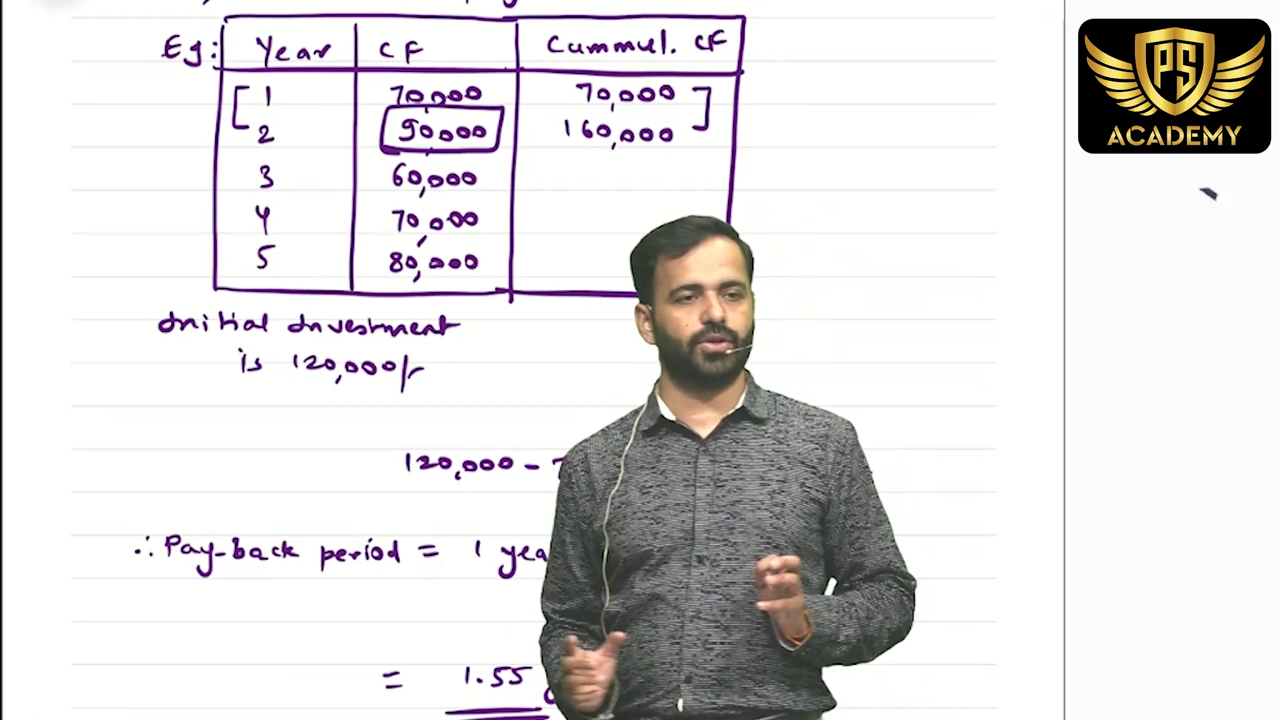 Eg: Year CF Cummul. CF
1 70,000 70,000
2 90,000 160,000
3 60,000
4 70,000
5 80,000
Initial Investment
is 120,000/-
120,000 -
∴ Pay-back period = 1
= 1.55
PS
ACADEMY